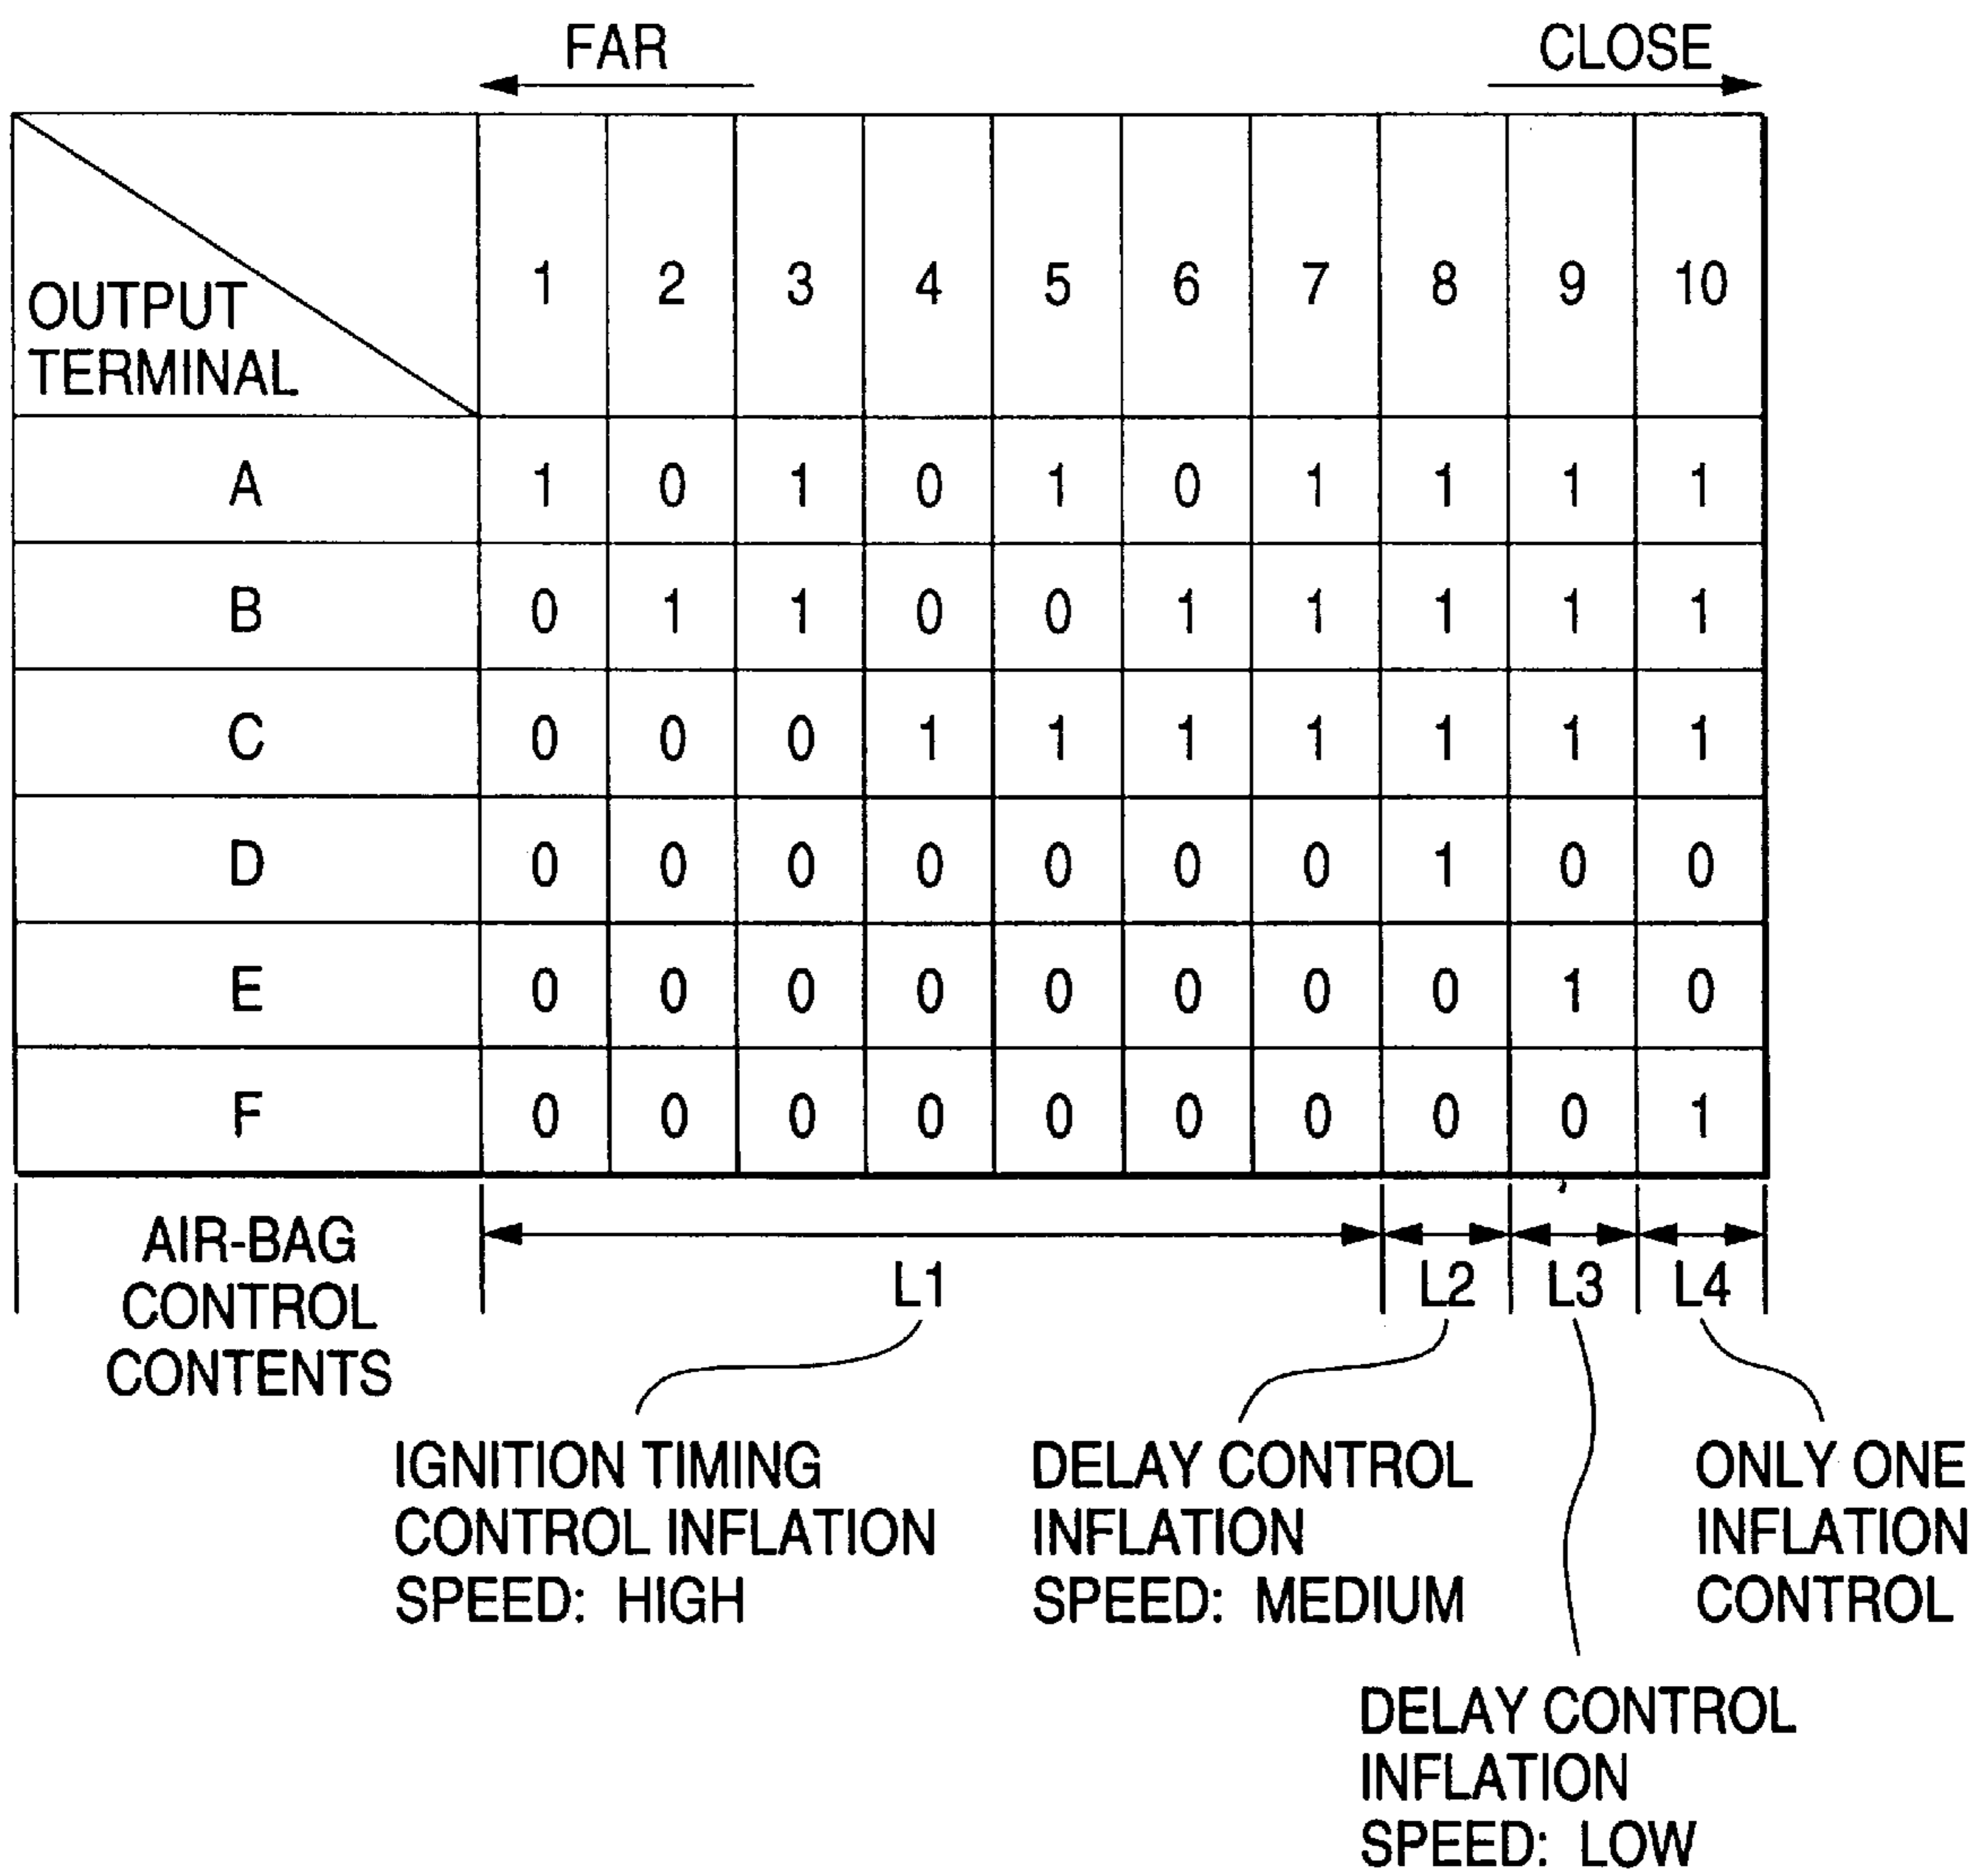 FAR CLOSE
OUTPUT
TERMINAL
1 2 3 4 5 6 7 8 9 10
A 1 0 1 0 1 0 1 1 1 1
B 0 1 1 0 0 1 1 1 1 1
C 0 0 0 1 1 1 1 1 1 1
D 0 0 0 0 0 0 0 1 0 0
E 0 0 0 0 0 0 0 0 1 0
F 0 0 0 0 0 0 0 0 0 1
AIR-BAG
CONTROL
CONTENTS
L1 L2 L3 L4
IGNITION TIMING
CONTROL INFLATION
SPEED: HIGH
DELAY CONTROL
INFLATION
SPEED: MEDIUM
ONLY ONE
INFLATION
CONTROL
DELAY CONTROL
INFLATION
SPEED: LOW